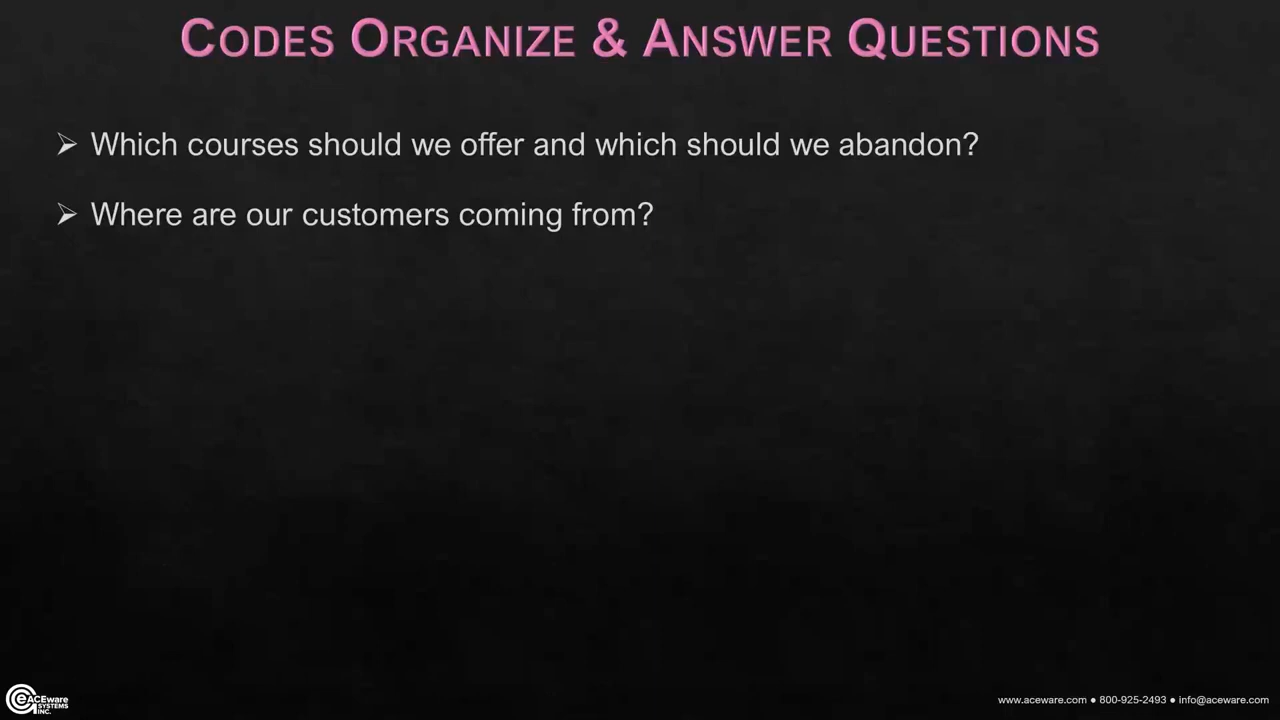 CODES ORGANIZE & ANSWER QUESTIONS
➢ Which courses should we offer and which should we abandon?
➢ Where are our customers coming from?
ACEware
SYSTEMS
INC.
www.aceware.com ● 800-925-2493 ● info@aceware.com